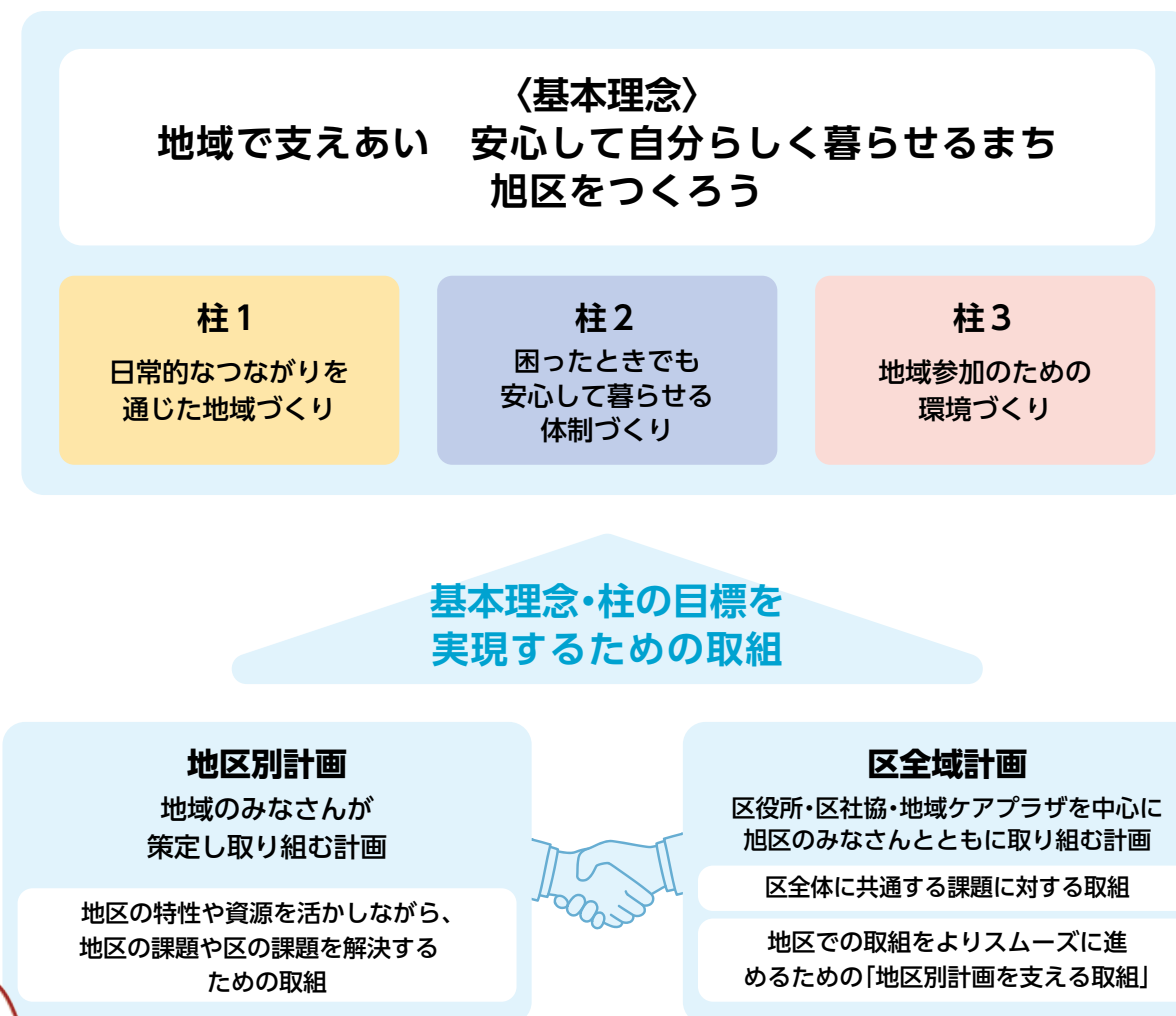 〈基本理念〉
地域で支えあい　安心して自分らしく暮らせるまち
旭区をつくろう
柱1
日常的なつながりを
通じた地域づくり
柱2
困ったときでも
安心して暮らせる
体制づくり
柱3
地域参加のための
環境づくり
基本理念・柱の目標を
実現するための取組
地区別計画
地域のみなさんが
策定し取り組む計画
地区の特性や資源を活かしながら、
地区の課題や区の課題を解決する
ための取組
区全域計画
区役所・区社協・地域ケアプラザを中心に
旭区のみなさんとともに取り組む計画
区全体に共通する課題に対する取組
地区での取組をよりスムーズに進
めるための「地区別計画を支える取組」